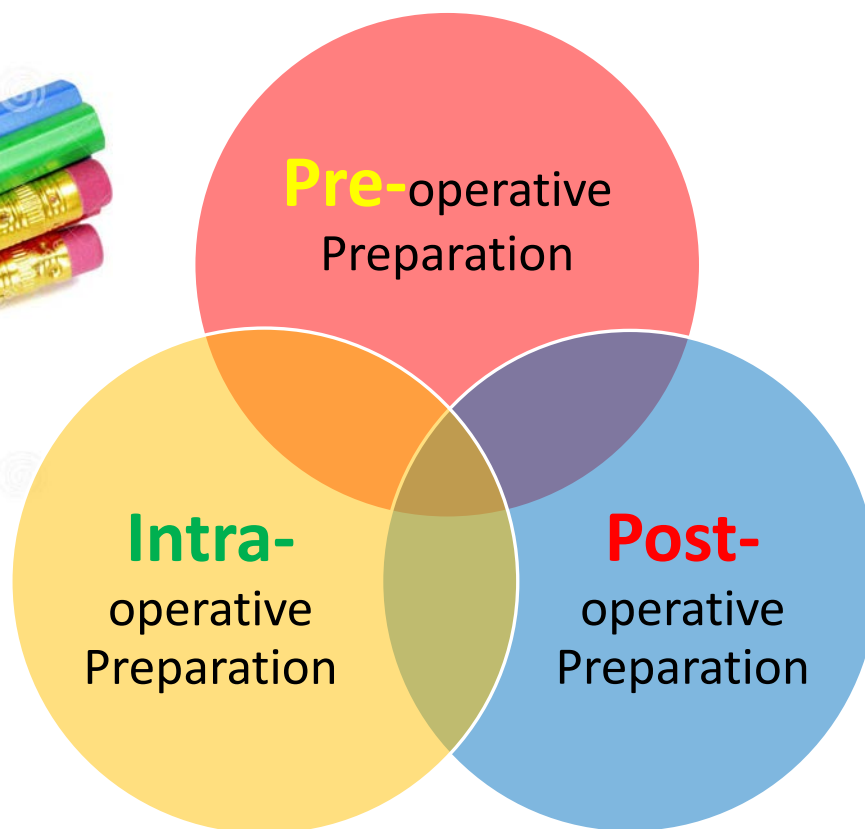 Pre-operative
Preparation
Intra-
operative
Preparation
Post-
operative
Preparation